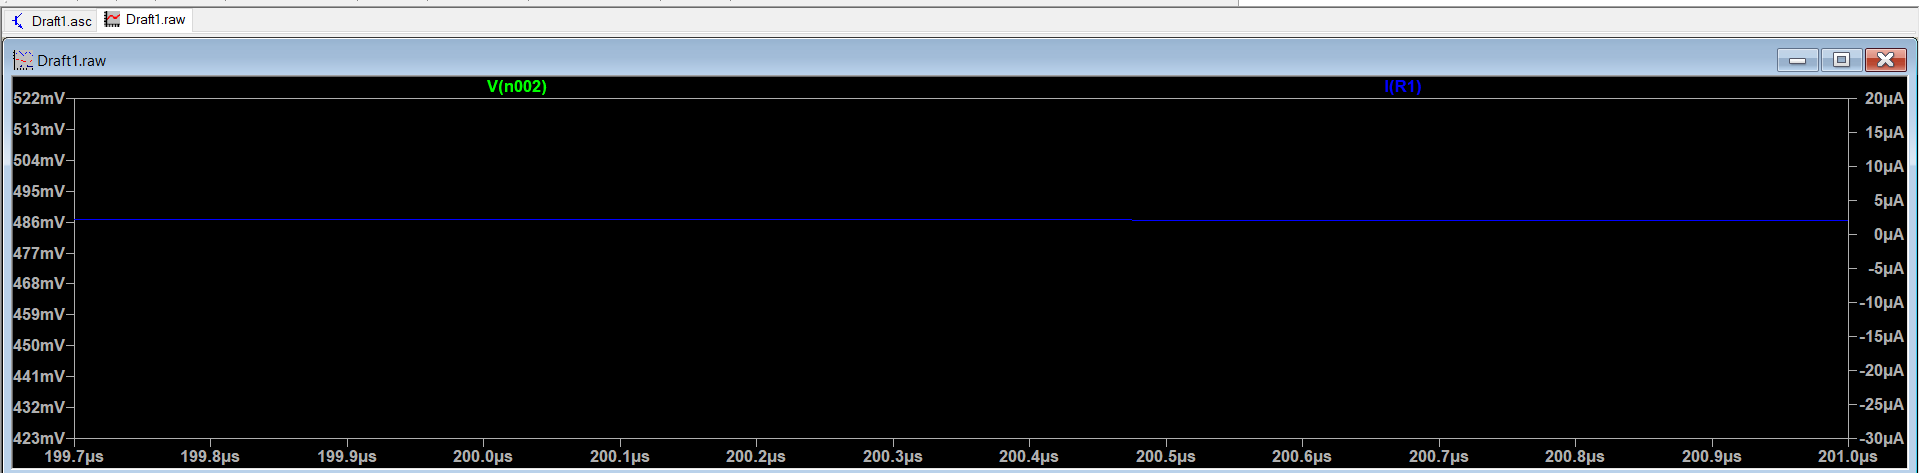 Draft1.asc Draft1.raw
Draft1.raw
V(n002) I(R1)
522mV 20µA
513mV 15µA
504mV 10µA
495mV 5µA
486mV 0µA
477mV -5µA
468mV -10µA
459mV -15µA
450mV -20µA
441mV -25µA
432mV -30µA
423mV
199.7µs 199.8µs 199.9µs 200.0µs 200.1µs 200.2µs 200.3µs 200.4µs 200.5µs 200.6µs 200.7µs 200.8µs 200.9µs 201.0µs